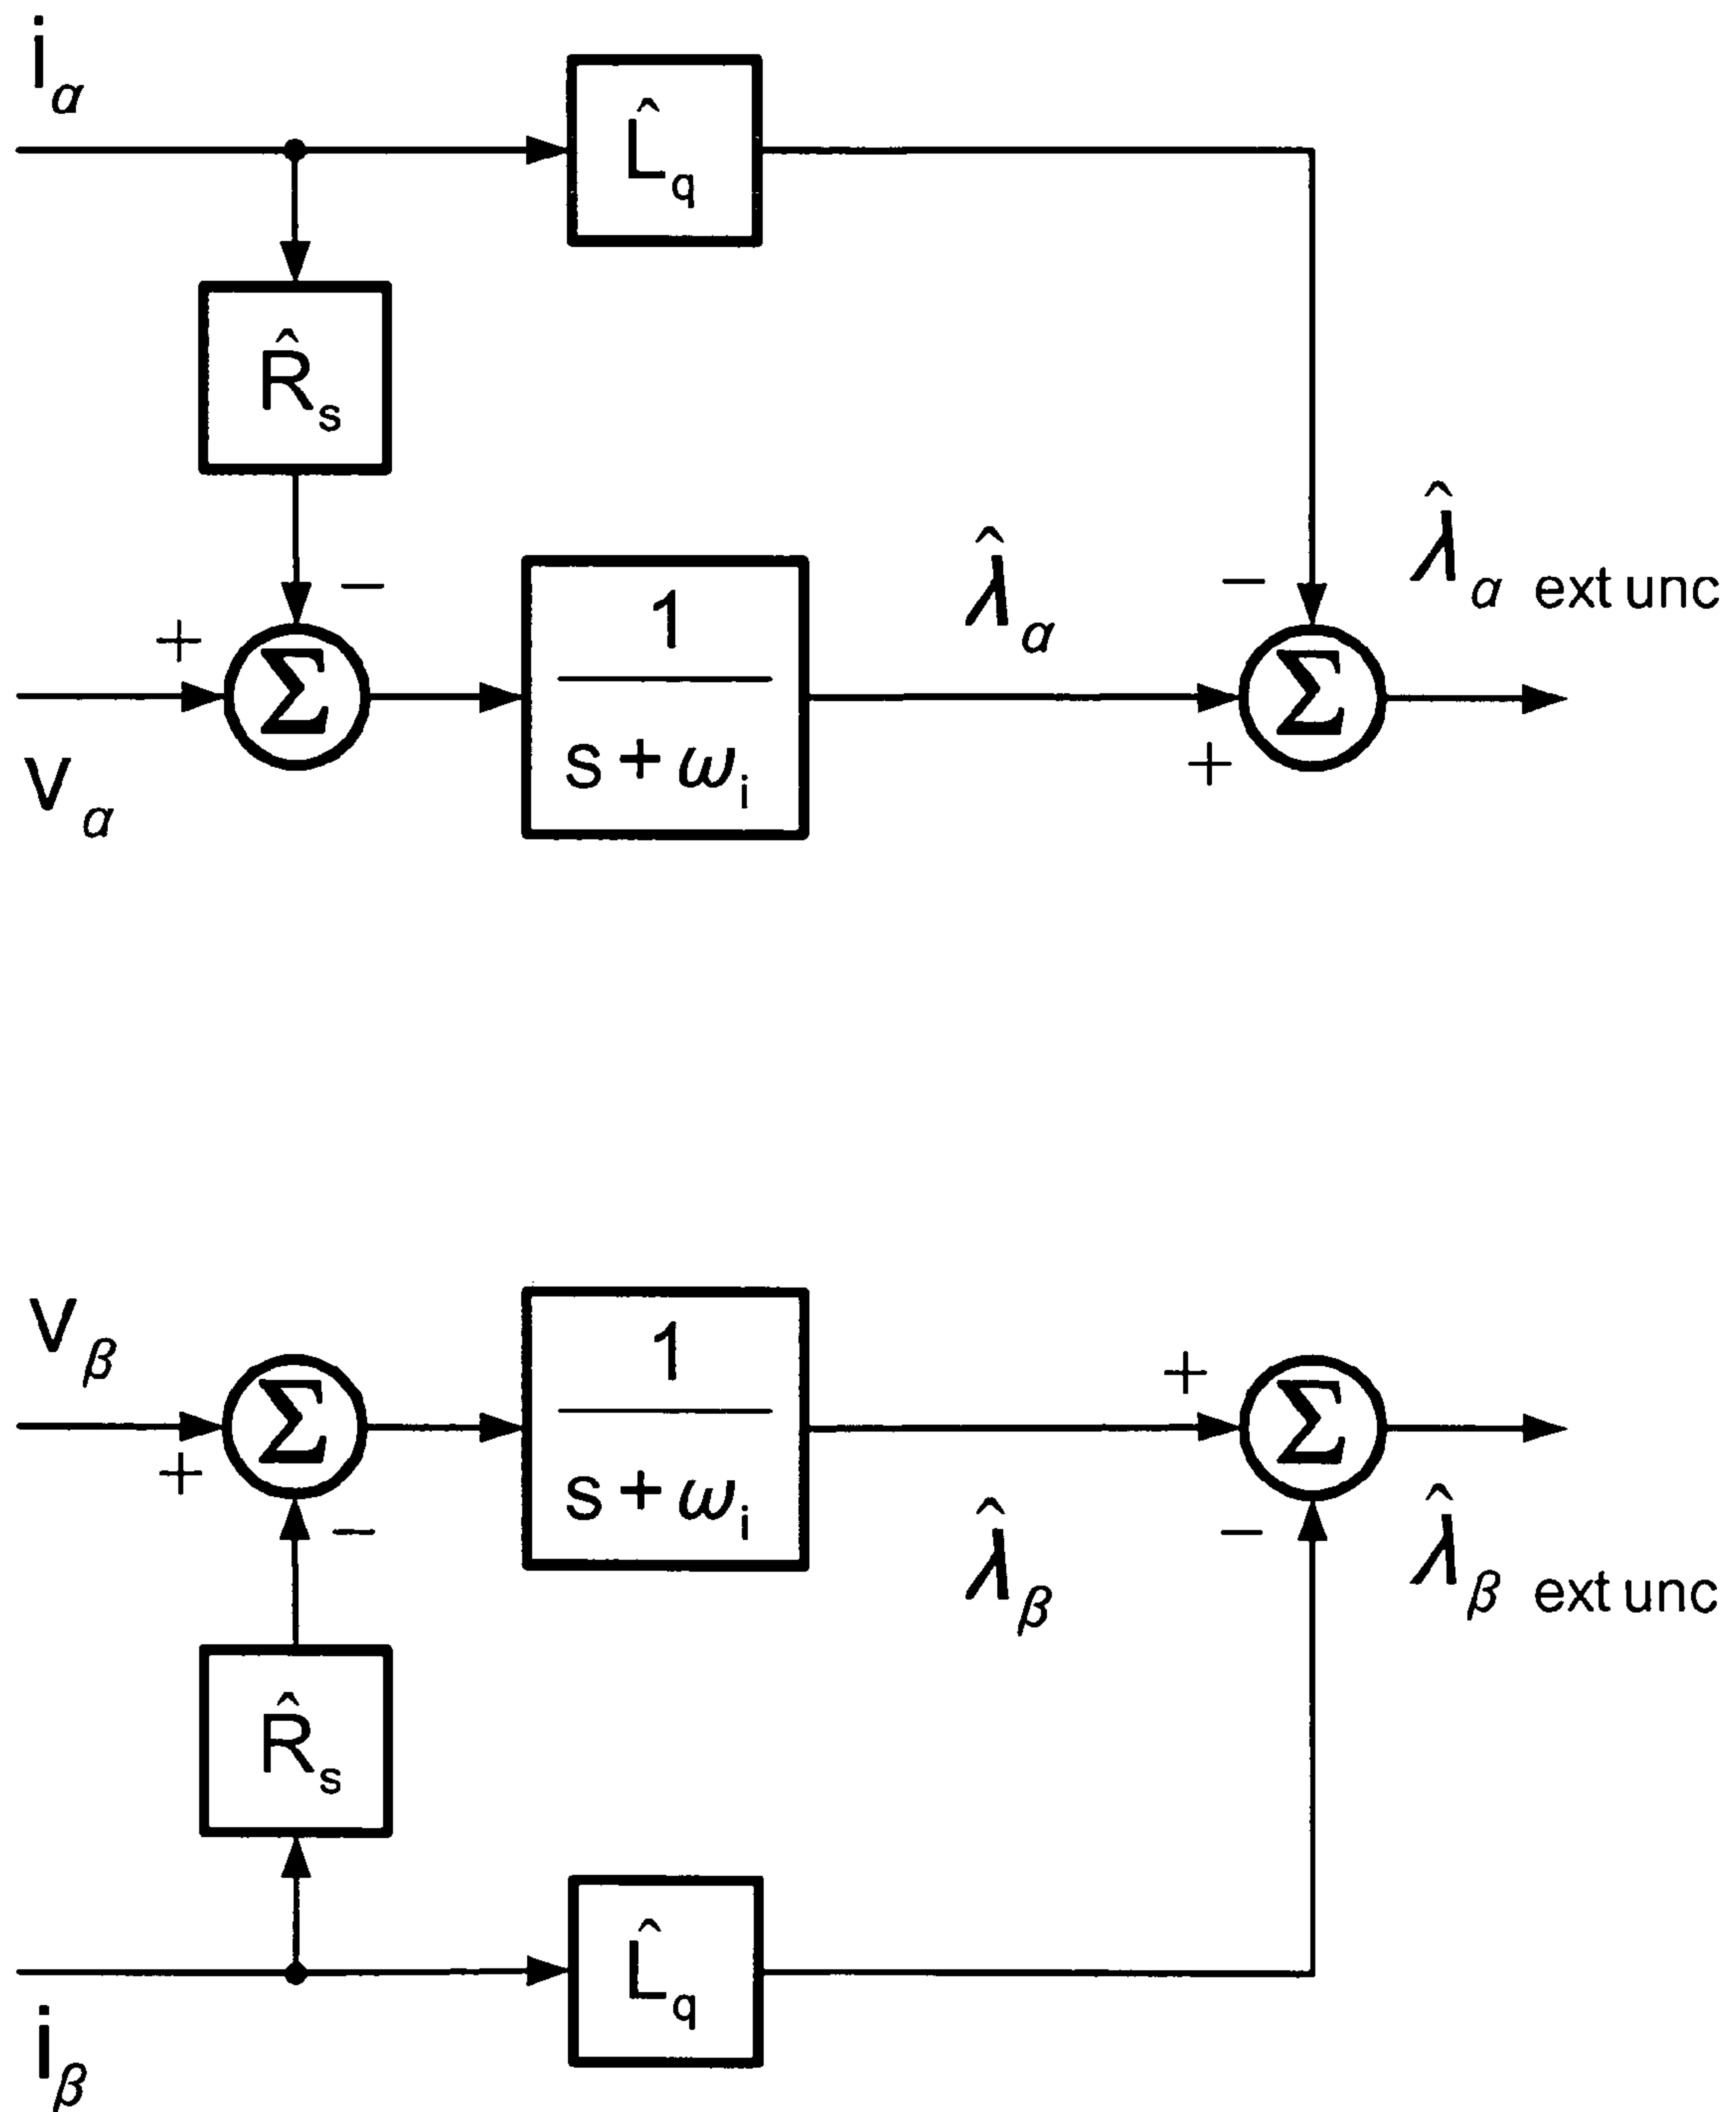 i_α
L̂_q
R̂_s
−
−
λ̂_α ext unc
+
Σ
1
s+ω_i
λ̂_α
Σ
v_α
+
v_β
1
s+ω_i
+
Σ
Σ
+
−
λ̂_β
−
λ̂_β ext unc
R̂_s
L̂_q
i_β